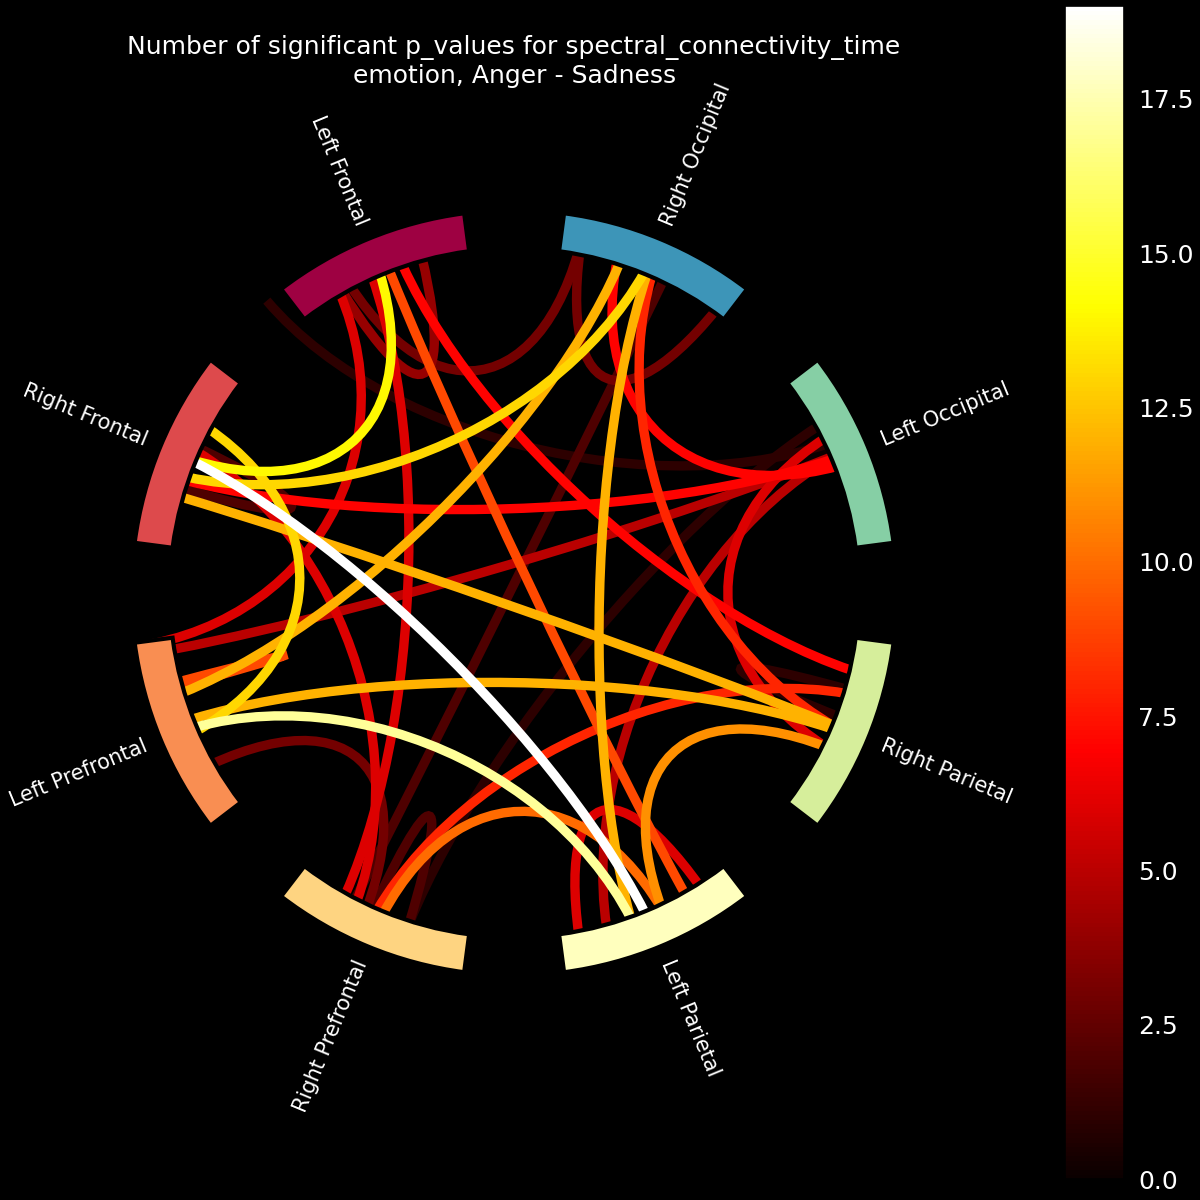 Number of significant p_values for spectral_connectivity_time
emotion, Anger - Sadness
Left Frontal
Right Occipital
Right Frontal
Left Occipital
Left Prefrontal
Right Parietal
Right Prefrontal
Left Parietal
17.5
15.0
12.5
10.0
7.5
5.0
2.5
0.0